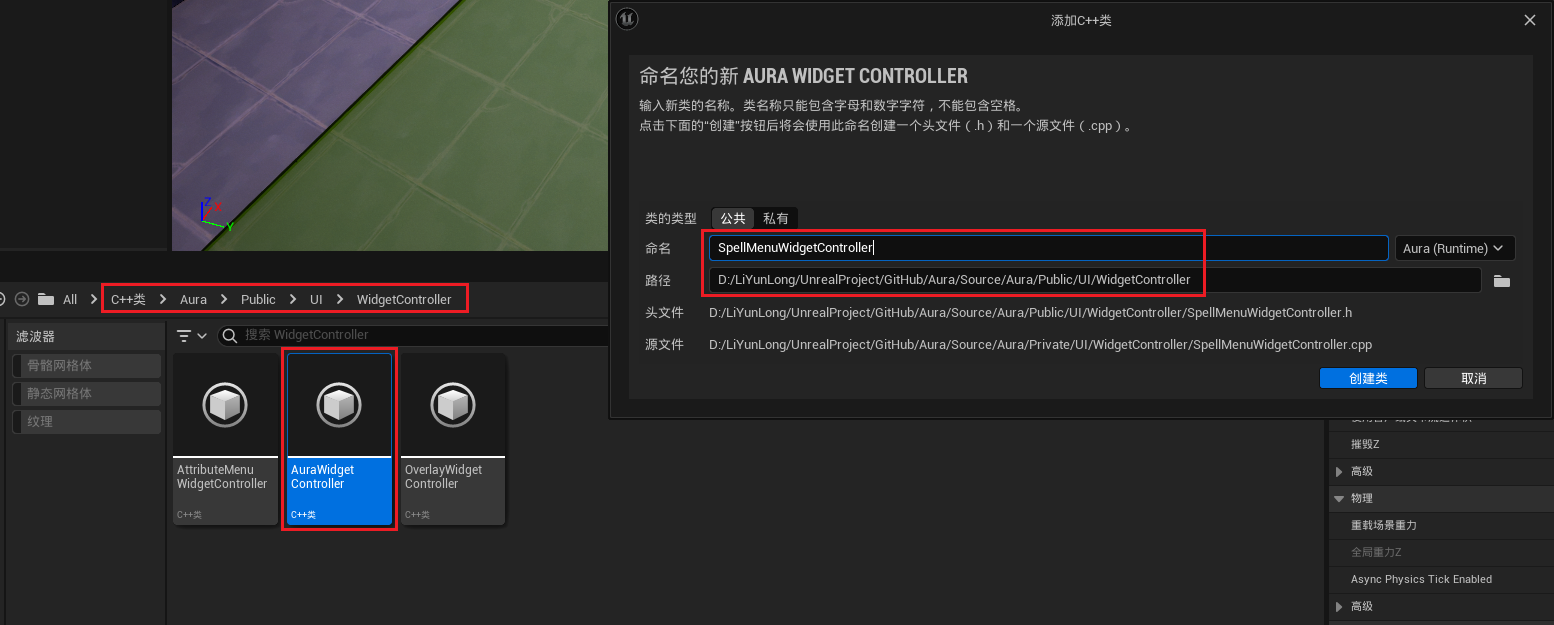 添加C++类
命名您的新 AURA WIDGET CONTROLLER
输入新类的名称。类名称只能包含字母和数字字符，不能包含空格。
点击下面的“创建”按钮后将会使用此命名创建一个头文件（.h）和一个源文件（.cpp）。
类的类型 公共 私有
命名 SpellMenuWidgetController Aura (Runtime)
路径 D:/LiYunLong/UnrealProject/GitHub/Aura/Source/Aura/Public/UI/WidgetController
头文件 D:/LiYunLong/UnrealProject/GitHub/Aura/Source/Aura/Public/UI/WidgetController/SpellMenuWidgetController.h
源文件 D:/LiYunLong/UnrealProject/GitHub/Aura/Source/Aura/Private/UI/WidgetController/SpellMenuWidgetController.cpp
创建类 取消
Z
X
Y
All C++类 Aura Public UI WidgetController
滤波器
搜索 WidgetController
骨骼网格体
静态网格体
纹理
AttributeMenu
WidgetController
C++类
AuraWidget
Controller
C++类
OverlayWidget
Controller
C++类
摧毁Z
高级
物理
重载场景重力
全局重力Z
Async Physics Tick Enabled
高级